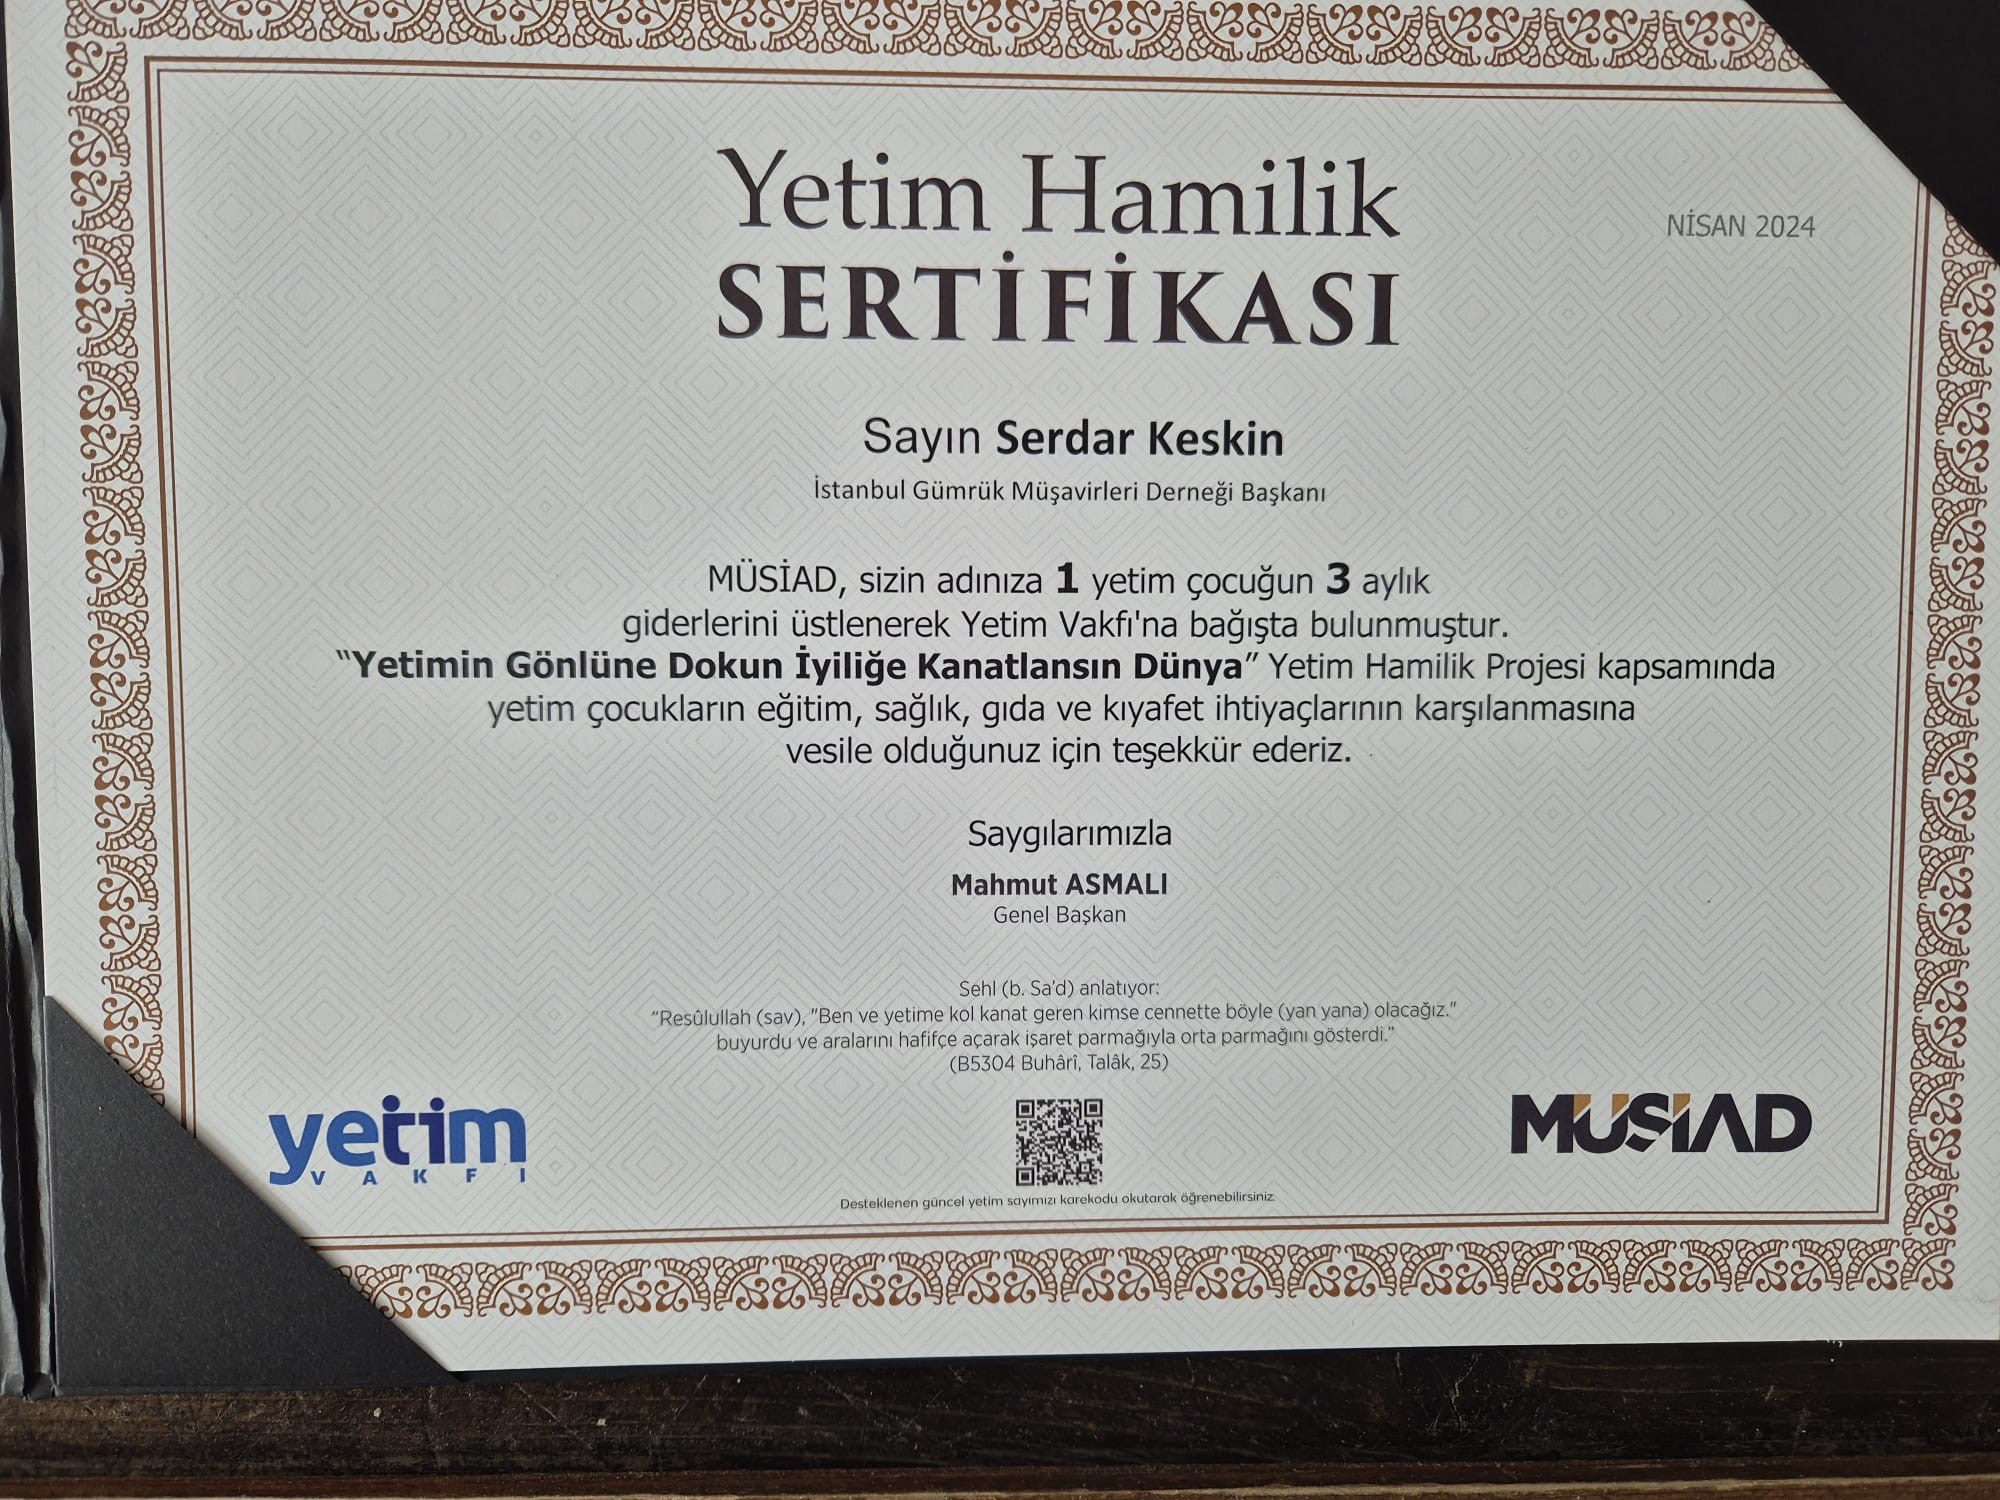 Yetim Hamilik
SERTİFİKASI
NİSAN 2024
Sayın Serdar Keskin
İstanbul Gümrük Müşavirleri Derneği Başkanı
MÜSİAD, sizin adınıza 1 yetim çocuğun 3 aylık
giderlerini üstlenerek Yetim Vakfı'na bağışta bulunmuştur.
“Yetimin Gönlüne Dokun İyiliğe Kanatlansın Dünya” Yetim Hamilik Projesi kapsamında
yetim çocukların eğitim, sağlık, gıda ve kıyafet ihtiyaçlarının karşılanmasına
vesile olduğunuz için teşekkür ederiz.
Saygılarımızla
Mahmut ASMALI
Genel Başkan
Sehl (b. Sa’d) anlatıyor:
“Resûlullah (sav), "Ben ve yetime kol kanat geren kimse cennette böyle (yan yana) olacağız."
buyurdu ve aralarını hafifçe açarak işaret parmağıyla orta parmağını gösterdi.”
(B5304 Buhârî, Talâk, 25)
yetim
VAKFI
MÜSİAD
Desteklenen güncel yetim sayımızı karekodu okutarak öğrenebilirsiniz.